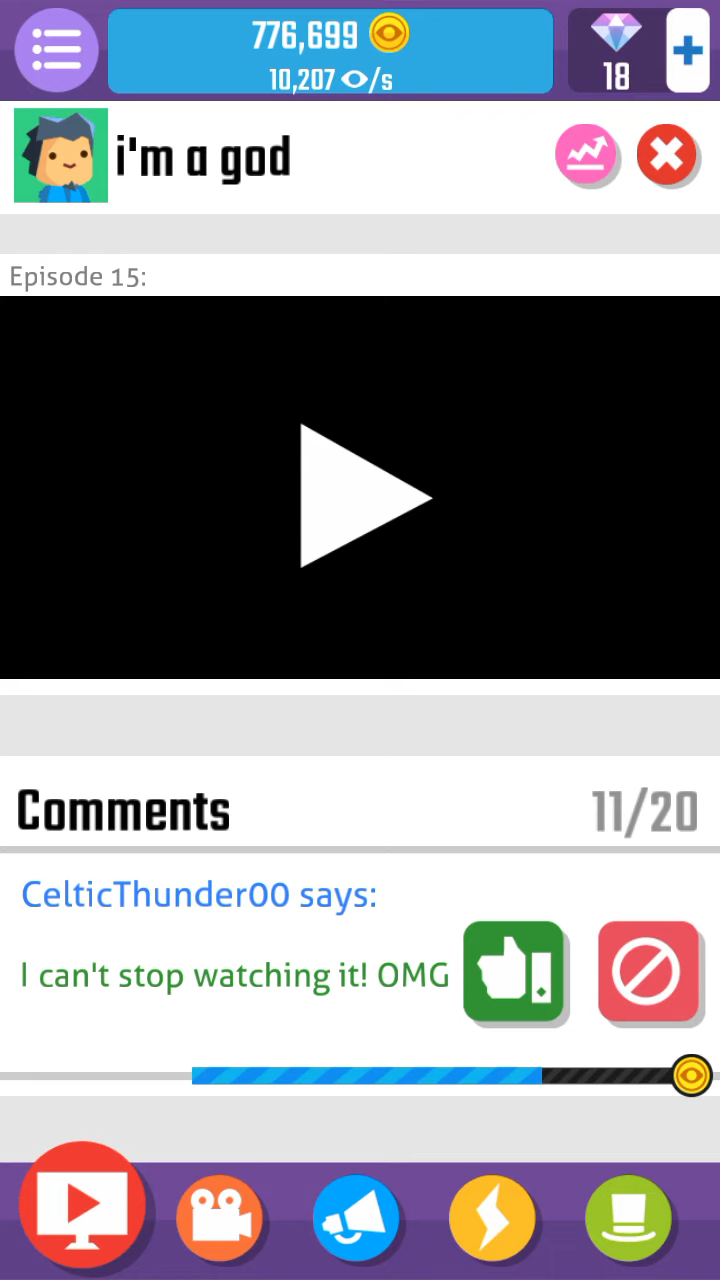 776,699
10,207 /s
18
i'm a god
Episode 15:
Comments
11/20
CelticThunder00 says:
I can't stop watching it! OMG